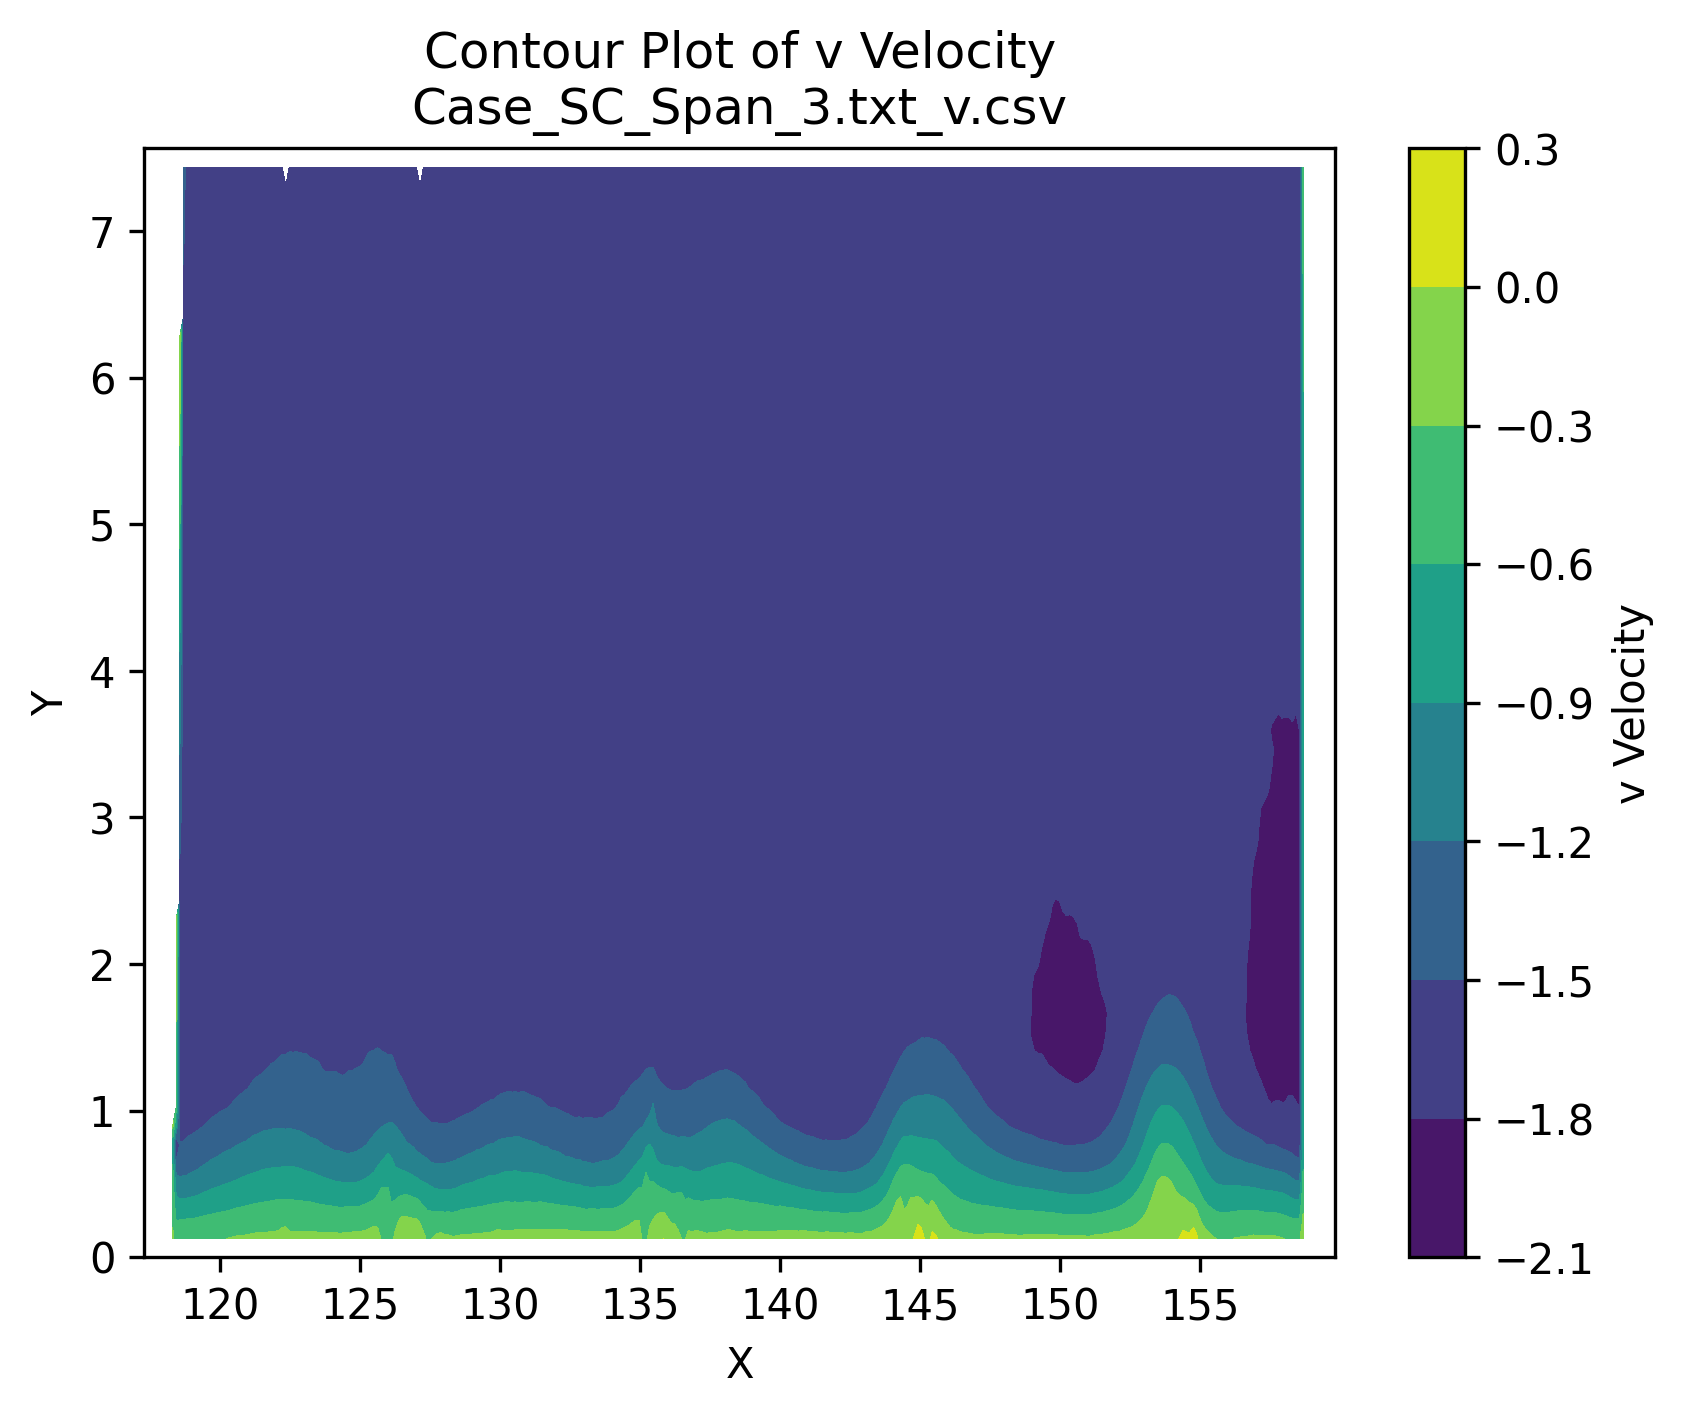 Contour Plot of v Velocity
Case_SC_Span_3.txt_v.csv
7
6
5
4
3
2
1
0
Y
120 125 130 135 140 145 150 155
X
0.3
0.0
−0.3
−0.6
−0.9
−1.2
−1.5
−1.8
−2.1
v Velocity